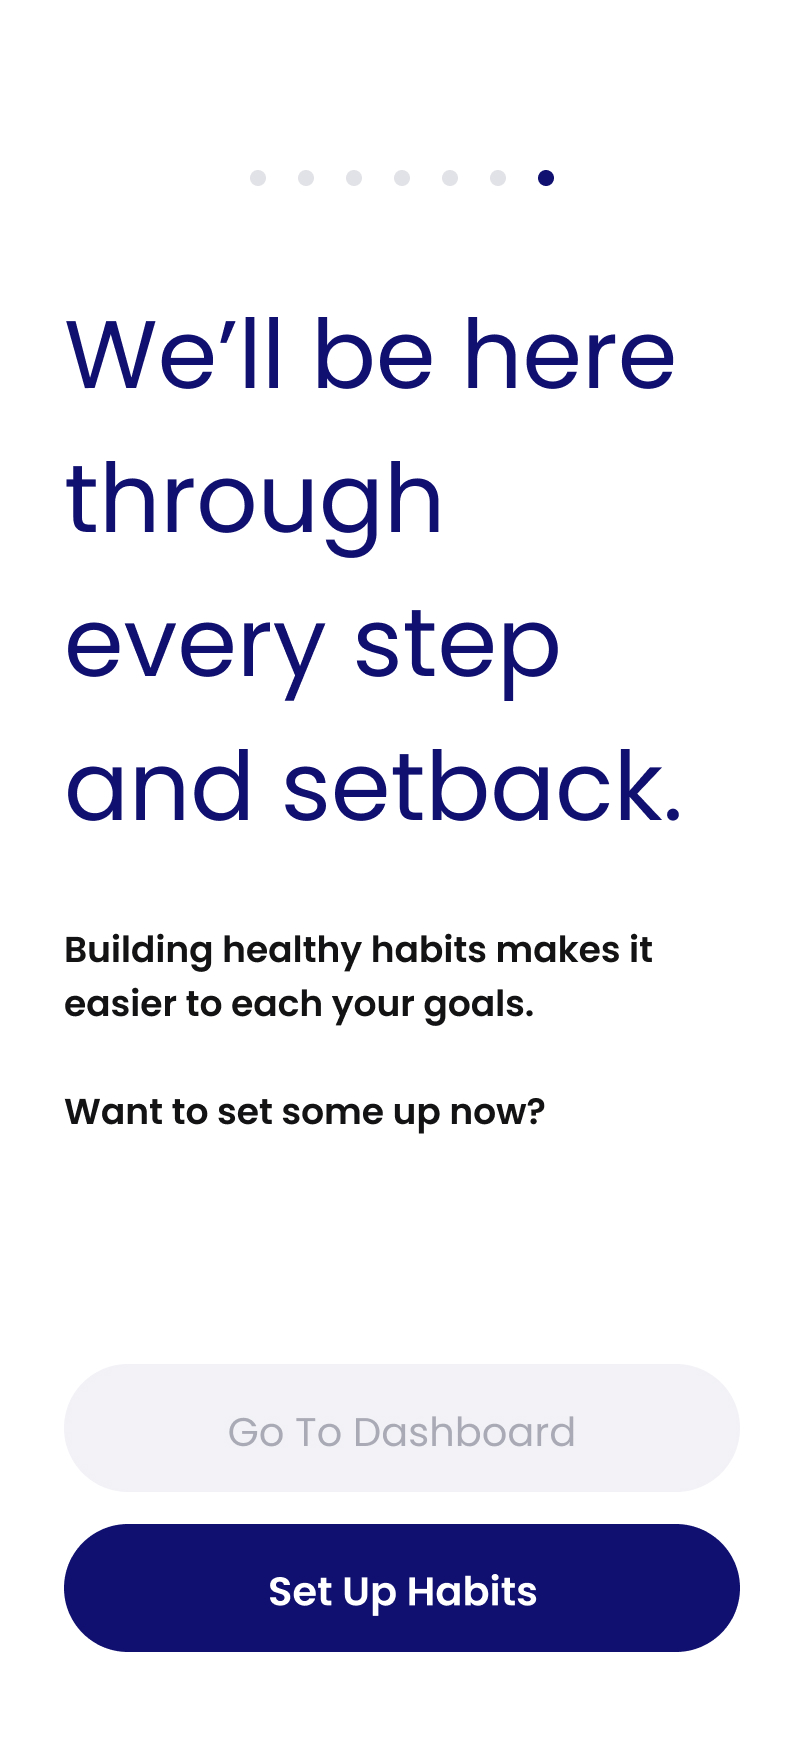 We’ll be here
through
every step
and setback.
Building healthy habits makes it
easier to each your goals.
Want to set some up now?
Go To Dashboard
Set Up Habits